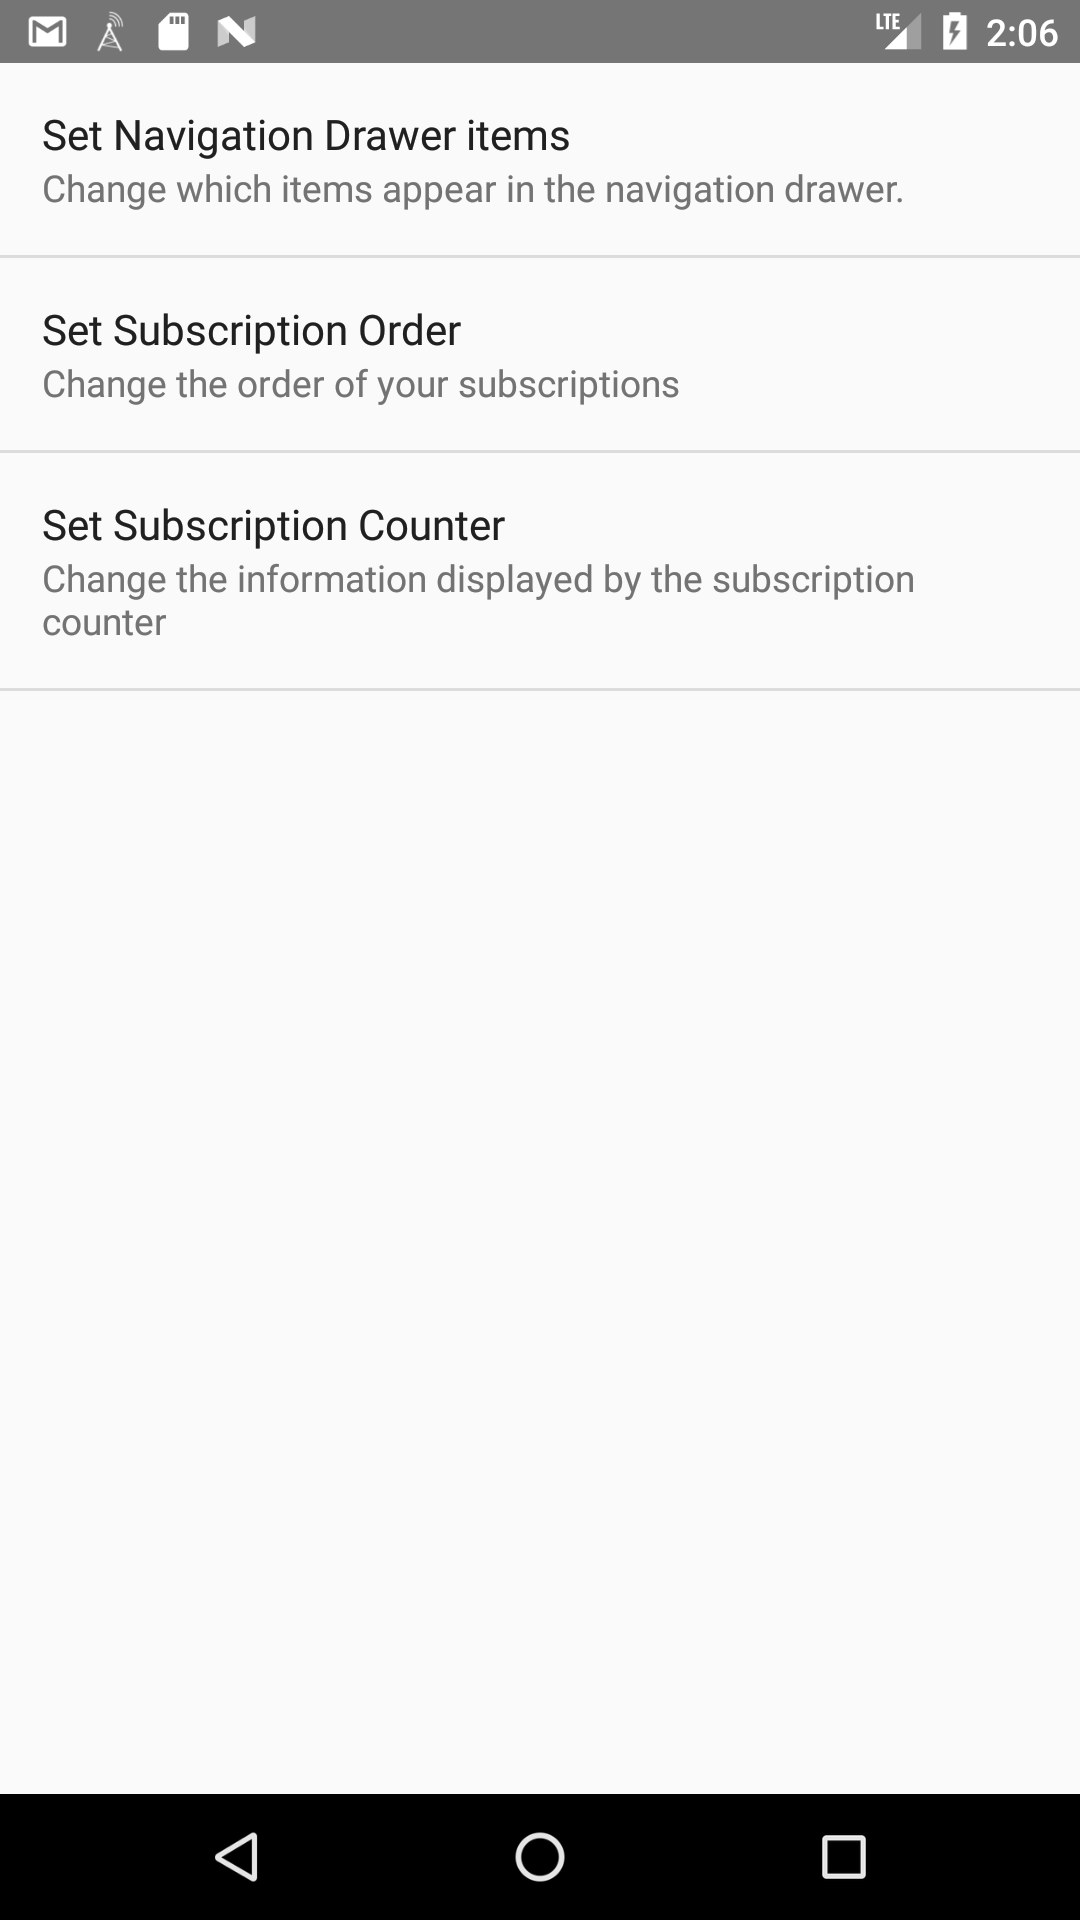 LTE 2:06
Set Navigation Drawer items
Change which items appear in the navigation drawer.
Set Subscription Order
Change the order of your subscriptions
Set Subscription Counter
Change the information displayed by the subscription
counter